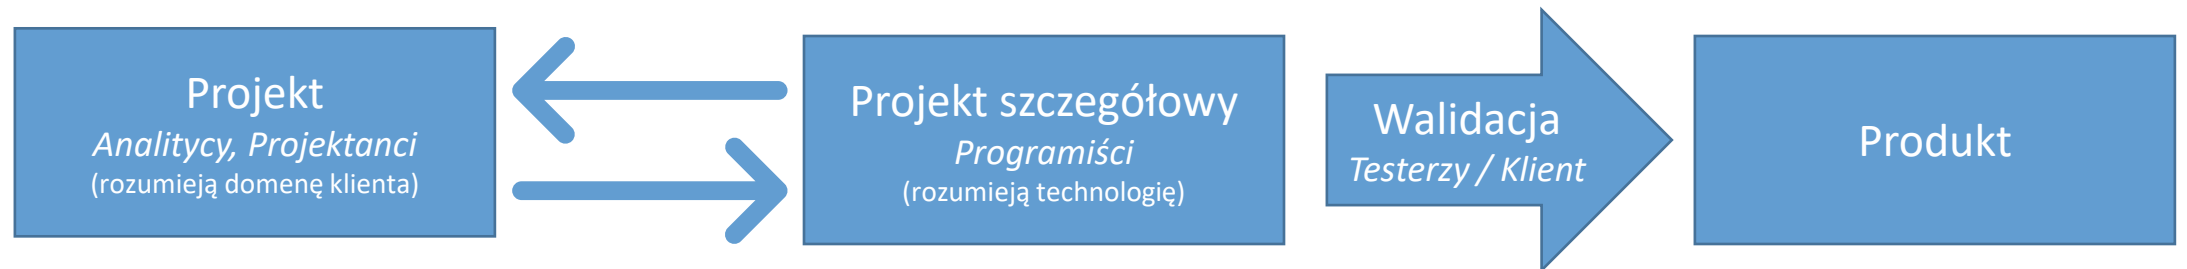 Projekt
Analitycy, Projektanci
(rozumieją domenę klienta)
Projekt szczegółowy
Programiści
(rozumieją technologię)
Walidacja
Testerzy / Klient
Produkt